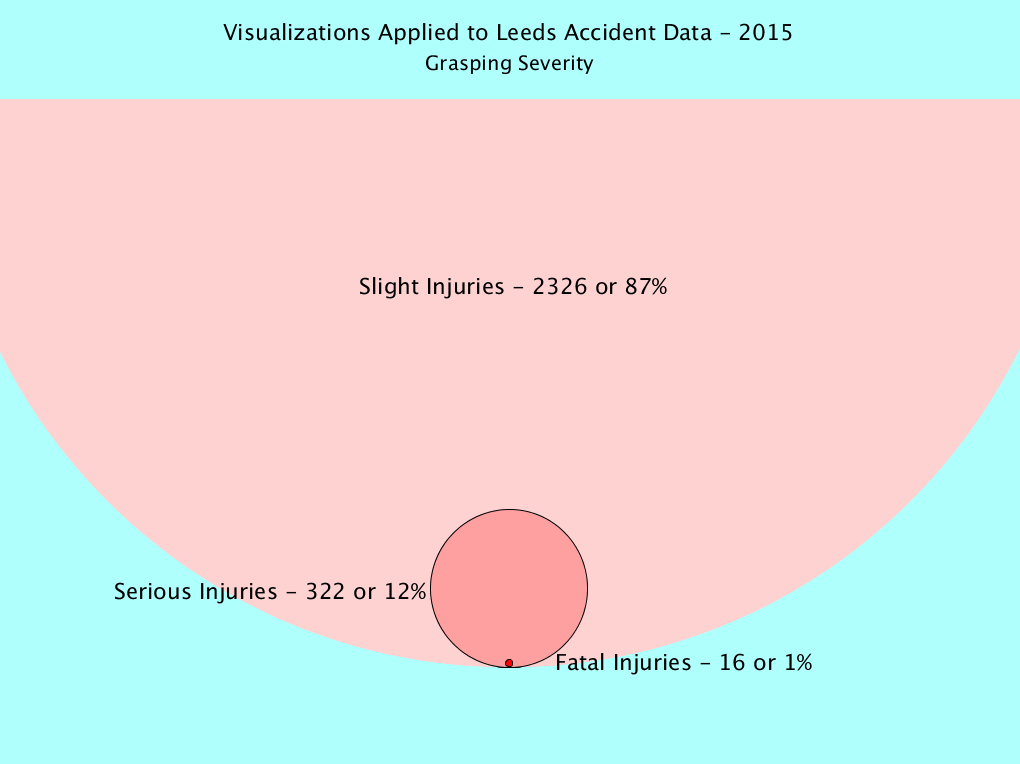 Visualizations Applied to Leeds Accident Data – 2015
Grasping Severity
Slight Injuries – 2326 or 87%
Serious Injuries – 322 or 12%
Fatal Injuries – 16 or 1%